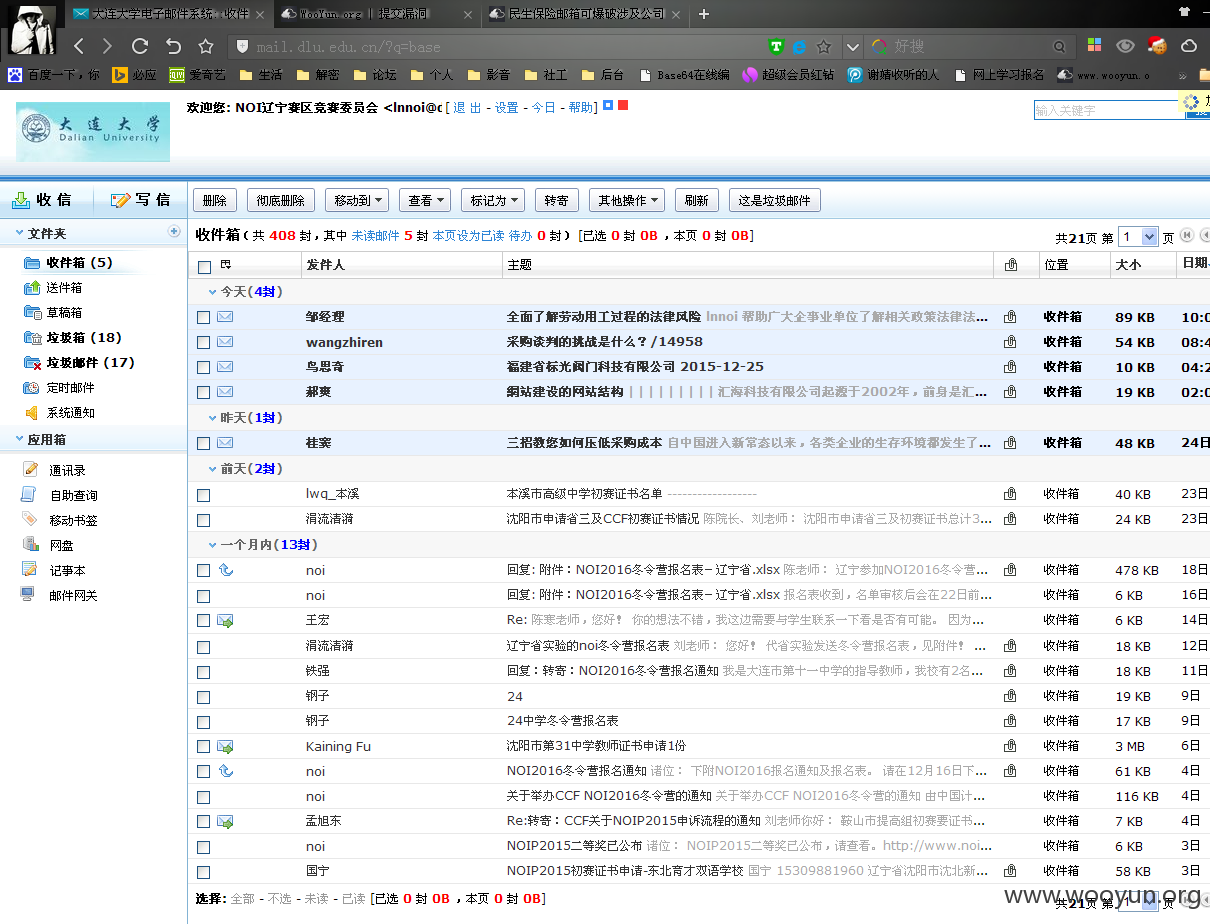 大连大学电子邮件系统::收件 WooYun.org | 提交漏洞 民生保险邮箱可爆破涉及公司
mail.dlu.edu.cn/?q=base 好搜
百度一下，你 必应 爱奇艺 生活 解密 论坛 个人 影音 社工 后台 Base64在线编 超级会员红钻 谢婧收听的人 网上学习报名 www.wooyun.o
大连大学
Dalian University
欢迎您: NOI辽宁赛区竞赛委员会 <lnnoi@c [退 出 - 设置 - 今日 - 帮助]
输入关键字
收 信 写 信
删除 彻底删除 移动到 查看 标记为 转寄 其他操作 刷新 这是垃圾邮件
文件夹
收件箱 (5)
送件箱
草稿箱
垃圾箱 (18)
垃圾邮件 (17)
定时邮件
系统通知
应用箱
通讯录
自助查询
移动书签
网盘
记事本
邮件网关
收件箱 ( 共 408 封，其中 未读邮件 5 封 本页设为已读 待办 0 封 ) [已选 0 封 0B ，本页 0 封 0B]
共21页 第 1 页
发件人 主题 位置 大小 日期
今天(4封)
邹经理 全面了解劳动用工过程的法律风险 lnnoi 帮助广大企事业单位了解相关政策法律法... 收件箱 89 KB 10:0
wangzhiren 采购谈判的挑战是什么？/14958 收件箱 54 KB 08:4
鸟思奇 福建省标光阀门科技有限公司 2015-12-25 收件箱 10 KB 04:2
郝爽 網站建设的网站结构 | | | | | | | | | 汇海科技有限公司起源于2002年，前身是汇... 收件箱 19 KB 02:0
昨天(1封)
桂窦 三招教您如何压低采购成本 自中国进入新常态以来，各类企业的生存环境都发生了... 收件箱 48 KB 24日
前天(2封)
lwq_本溪 本溪市高级中学初赛证书名单 ------------------ 收件箱 40 KB 23日
涓流清漪 沈阳市申请省三及CCF初赛证书情况 陈院长、刘老师： 沈阳市申请省三及初赛证书总计3... 收件箱 24 KB 23日
一个月内(13封)
noi 回复: 附件：NOI2016冬令营报名表-辽宁省.xlsx 陈老师： 辽宁参加NOI2016冬令营... 收件箱 478 KB 18日
noi 回复: 附件：NOI2016冬令营报名表-辽宁省.xlsx 报名表收到，名单审核后会在22日前... 收件箱 6 KB 16日
王宏 Re: 陈寒老师，您好！ 你的想法不错，我这边需要与学生联系一下看是否有可能。 因为... 收件箱 6 KB 14日
涓流清漪 辽宁省实验的noi冬令营报名表 刘老师： 您好！ 代省实验发送冬令营报名表，见附件！ ... 收件箱 18 KB 12日
铁强 回复：转寄：NOI2016冬令营报名通知 我是大连市第十一中学的指导教师，我校有2名... 收件箱 18 KB 11日
钢子 24 收件箱 19 KB 9日
钢子 24中学冬令营报名表 收件箱 17 KB 9日
Kaining Fu 沈阳市第31中学教师证书申请1份 收件箱 3 MB 6日
noi NOI2016冬令营报名通知 诸位： 下附NOI2016报名通知及报名表。 请在12月16日下... 收件箱 61 KB 4日
noi 关于举办CCF NOI2016冬令营的通知 关于举办CCF NOI2016冬令营的通知 由中国计... 收件箱 116 KB 4日
孟旭东 Re:转寄：CCF关于NOIP2015申诉流程的通知 刘老师你好： 鞍山市提高组初赛要证书... 收件箱 7 KB 4日
noi NOIP2015二等奖已公布 诸位： NOIP2015二等奖已公布，请查看。http://www.noi... 收件箱 6 KB 3日
国宁 NOIP2015初赛证书申请-东北育才双语学校 国宁 15309881960 辽宁省沈阳市沈北新... 收件箱 58 KB 3日
选择: 全部 - 不选 - 未读 - 已读 [已选 0 封 0B ，本页 0 封 0B]
共21页 第 1 页
www.wooyun.org